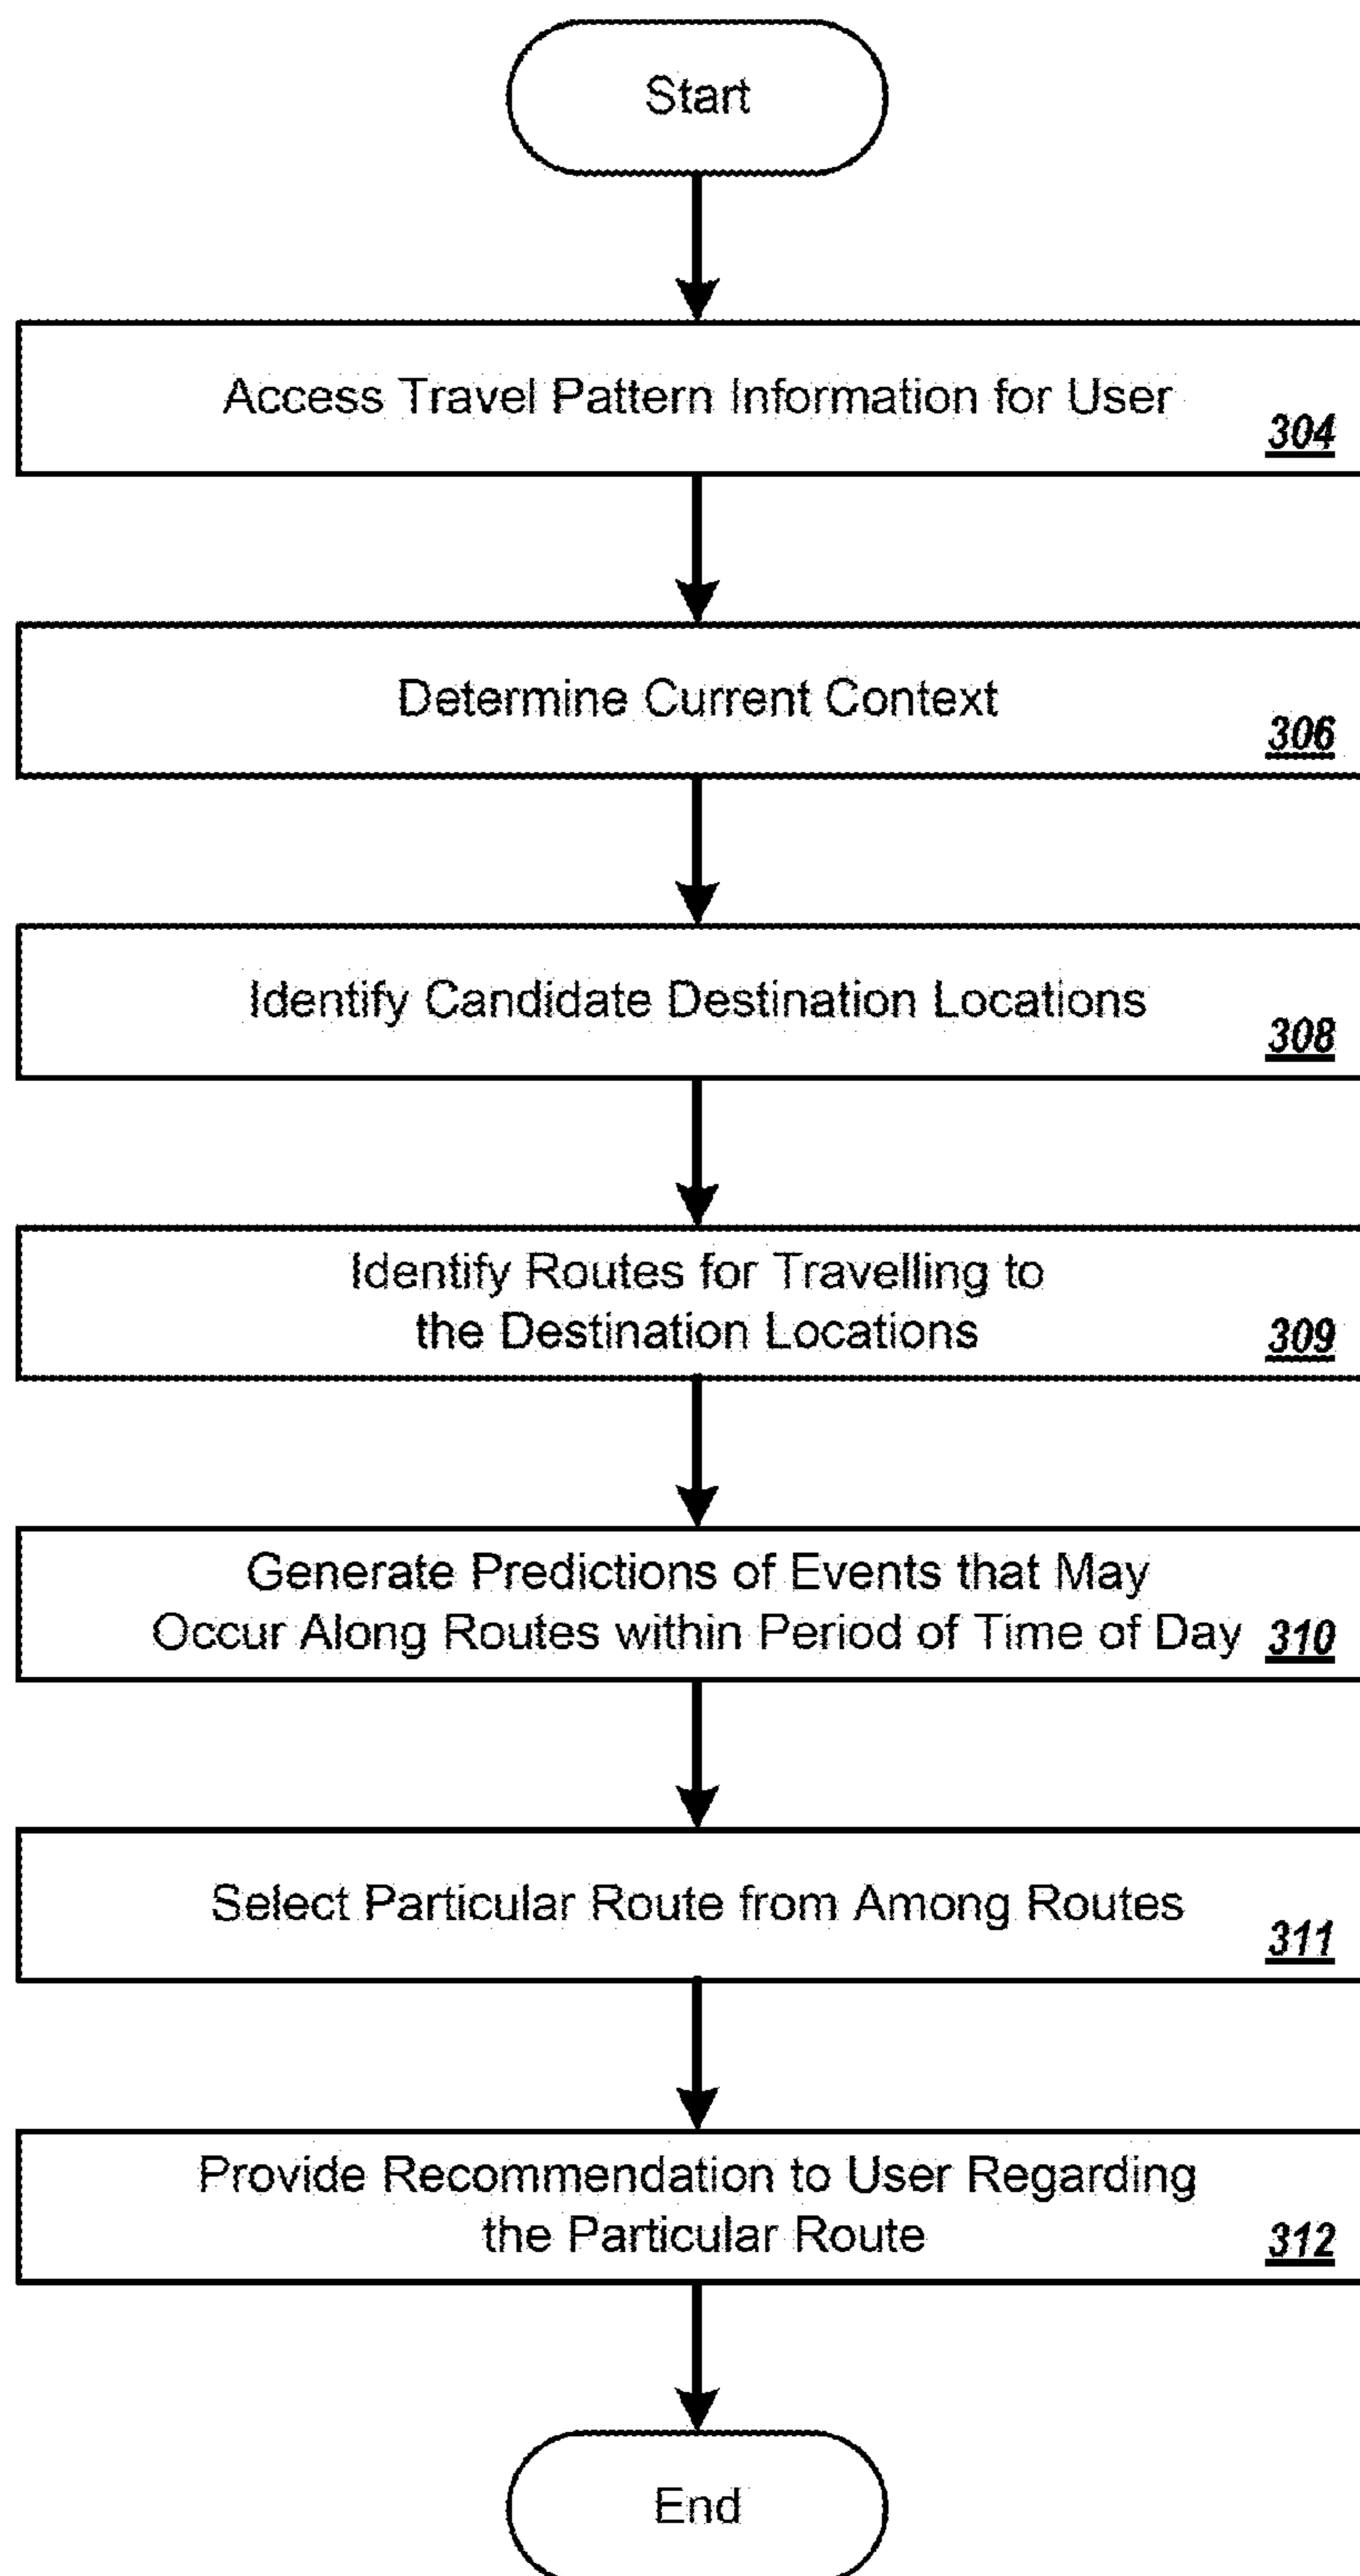 Start
Access Travel Pattern Information for User
304
Determine Current Context
306
Identify Candidate Destination Locations
308
Identify Routes for Travelling to
the Destination Locations
309
Generate Predictions of Events that May
Occur Along Routes within Period of Time of Day
310
Select Particular Route from Among Routes
311
Provide Recommendation to User Regarding
the Particular Route
312
End